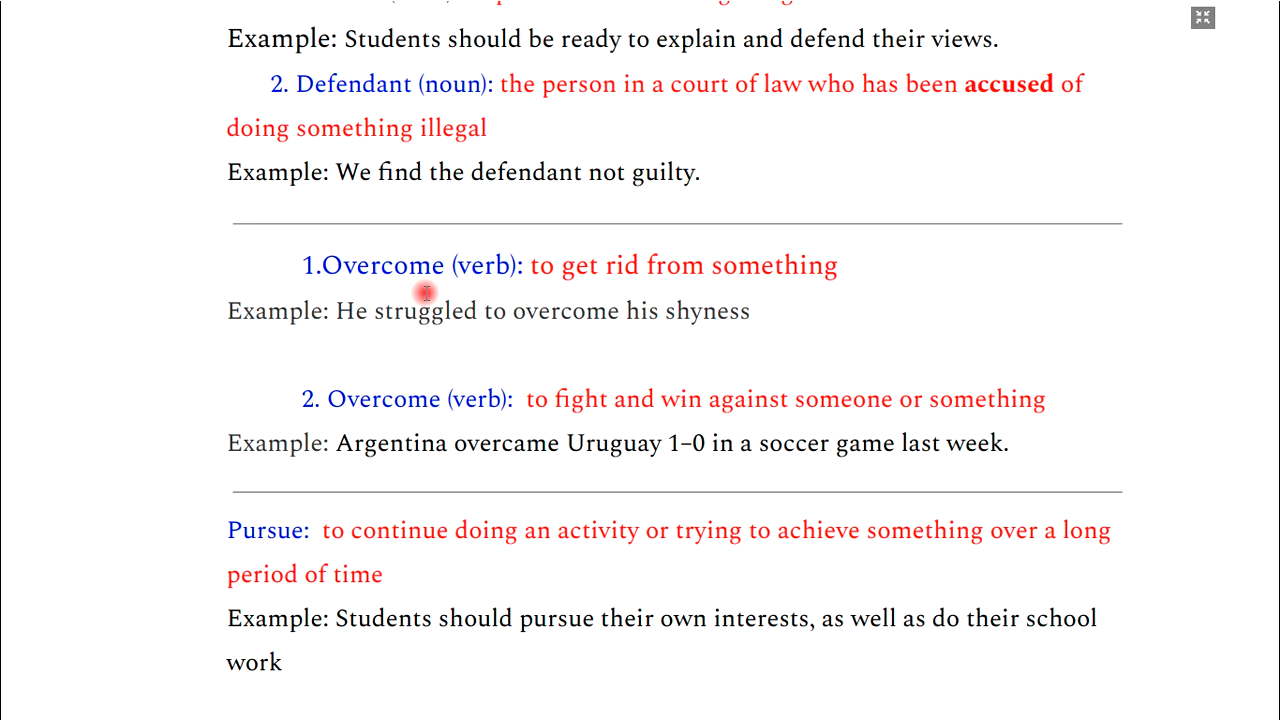 Example: Students should be ready to explain and defend their views.
2. Defendant (noun): the person in a court of law who has been accused of
doing something illegal
Example: We find the defendant not guilty.
1.Overcome (verb): to get rid from something
Example: He struggled to overcome his shyness
2. Overcome (verb): to fight and win against someone or something
Example: Argentina overcame Uruguay 1–0 in a soccer game last week.
Pursue: to continue doing an activity or trying to achieve something over a long
period of time
Example: Students should pursue their own interests, as well as do their school
work